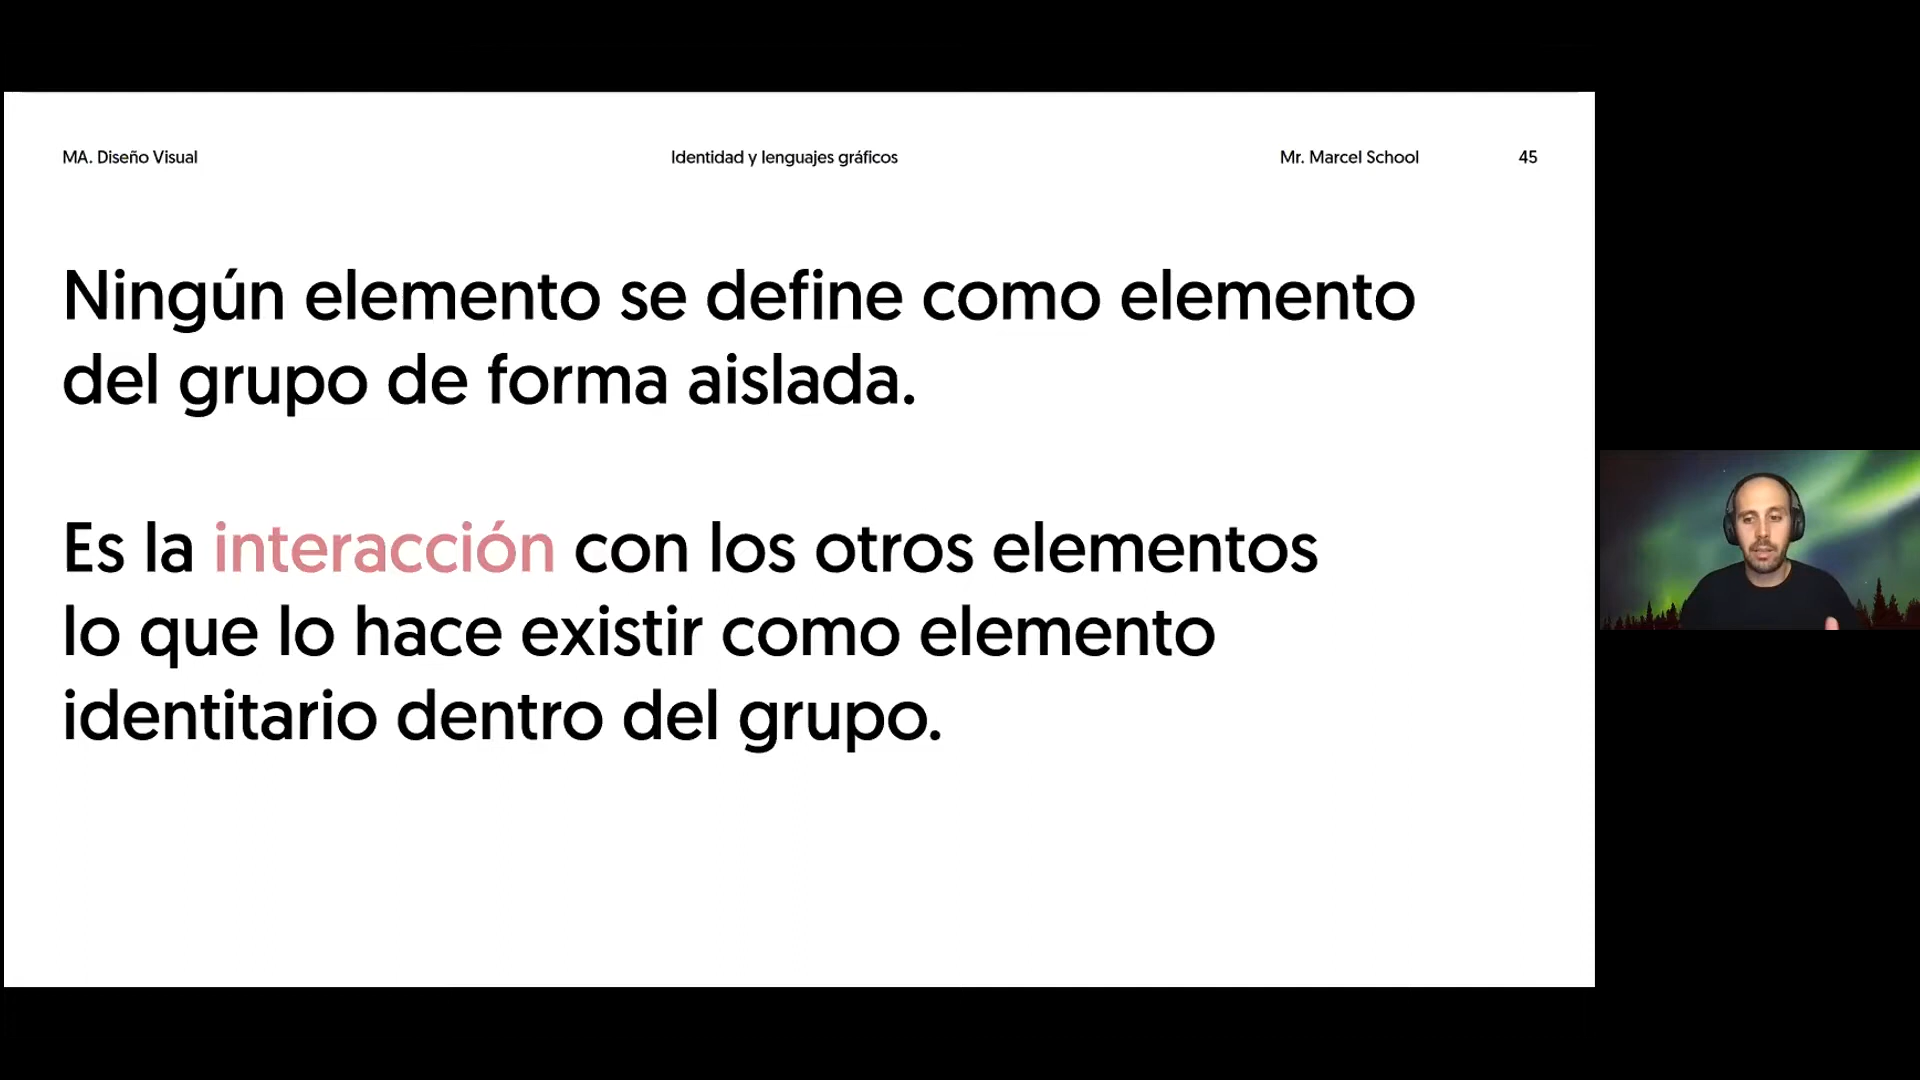 MA. Diseño Visual
Identidad y lenguajes gráficos
Mr. Marcel School
45
Ningún elemento se define como elemento
del grupo de forma aislada.
Es la interacción con los otros elementos
lo que lo hace existir como elemento
identitario dentro del grupo.